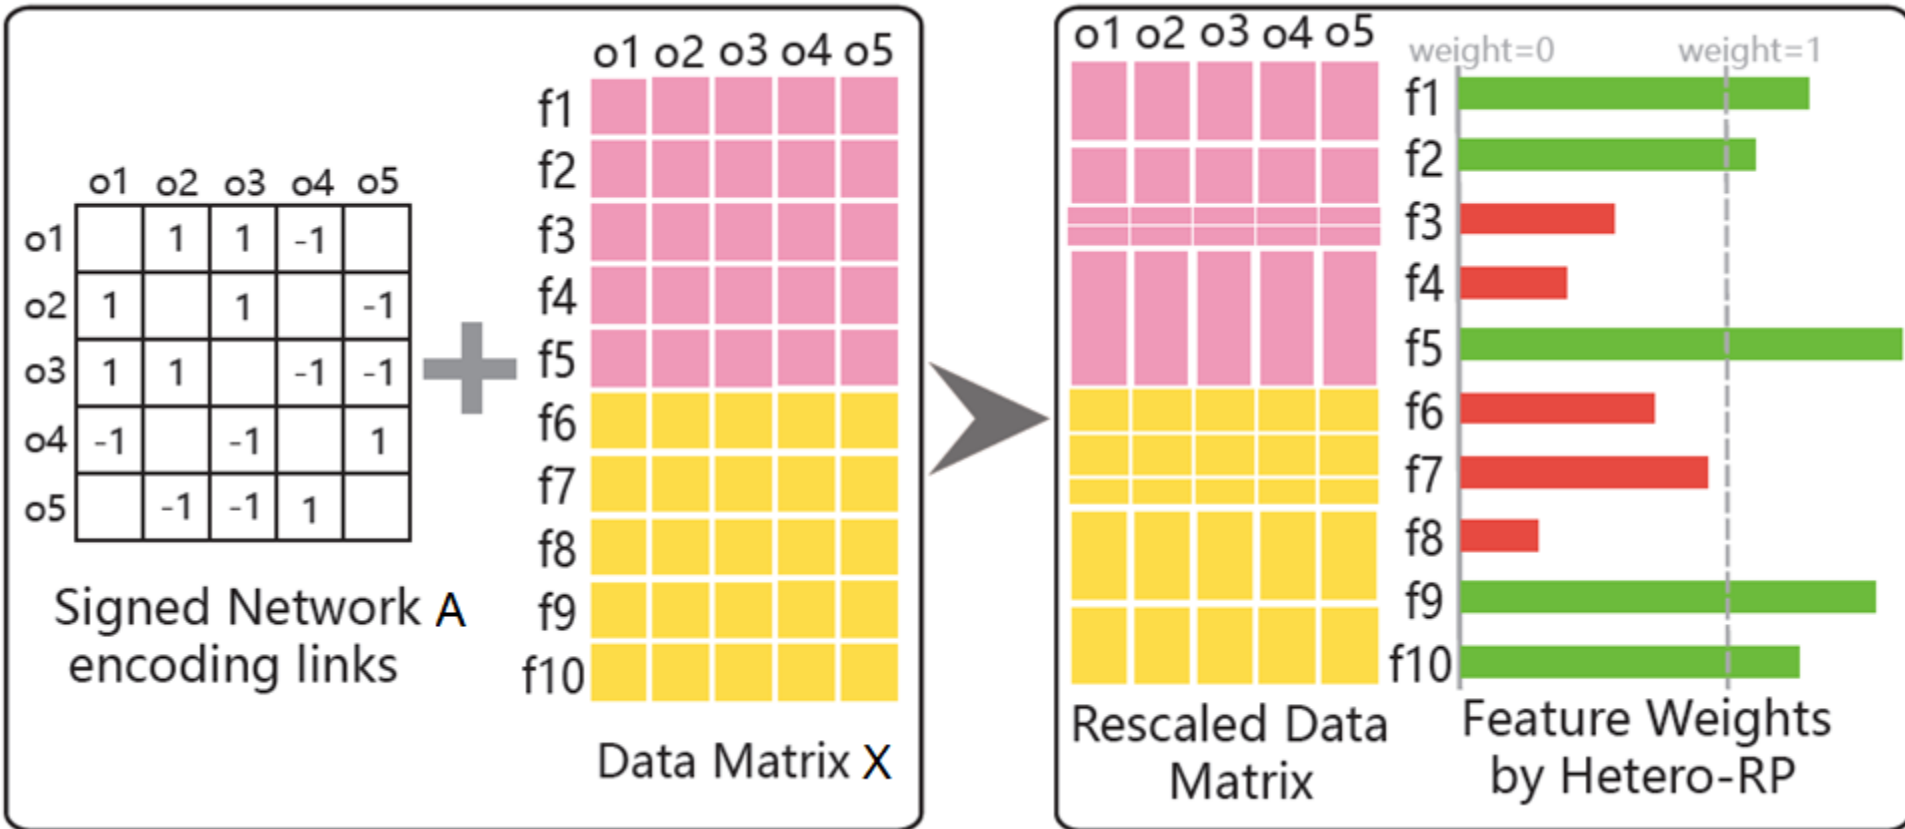 o1 o2 o3 o4 o5
o1 1 1 -1
o2 1 1 -1
o3 1 1 -1 -1
o4 -1 -1 1
o5 -1 -1 1
Signed Network A
encoding links
o1 o2 o3 o4 o5
f1
f2
f3
f4
f5
f6
f7
f8
f9
f10
Data Matrix X
o1 o2 o3 o4 o5
Rescaled Data
Matrix
weight=0 weight=1
f1
f2
f3
f4
f5
f6
f7
f8
f9
f10
Feature Weights
by Hetero-RP